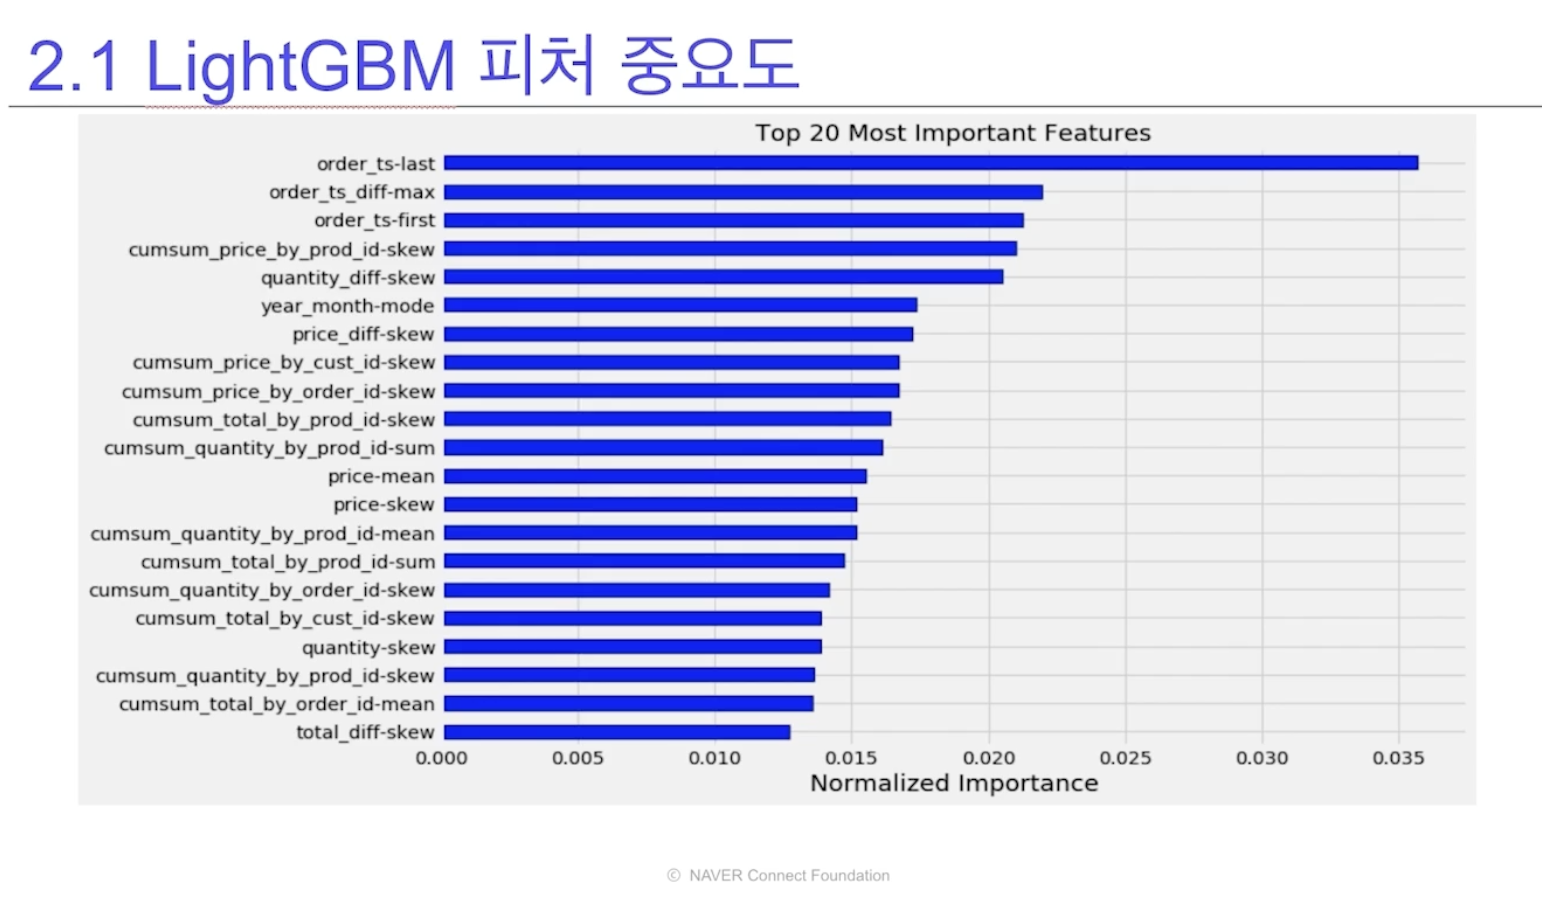 2.1 LightGBM 피처 중요도
Top 20 Most Important Features
order_ts-last
order_ts_diff-max
order_ts-first
cumsum_price_by_prod_id-skew
quantity_diff-skew
year_month-mode
price_diff-skew
cumsum_price_by_cust_id-skew
cumsum_price_by_order_id-skew
cumsum_total_by_prod_id-skew
cumsum_quantity_by_prod_id-sum
price-mean
price-skew
cumsum_quantity_by_prod_id-mean
cumsum_total_by_prod_id-sum
cumsum_quantity_by_order_id-skew
cumsum_total_by_cust_id-skew
quantity-skew
cumsum_quantity_by_prod_id-skew
cumsum_total_by_order_id-mean
total_diff-skew
0.000 0.005 0.010 0.015 0.020 0.025 0.030 0.035
Normalized Importance
© NAVER Connect Foundation